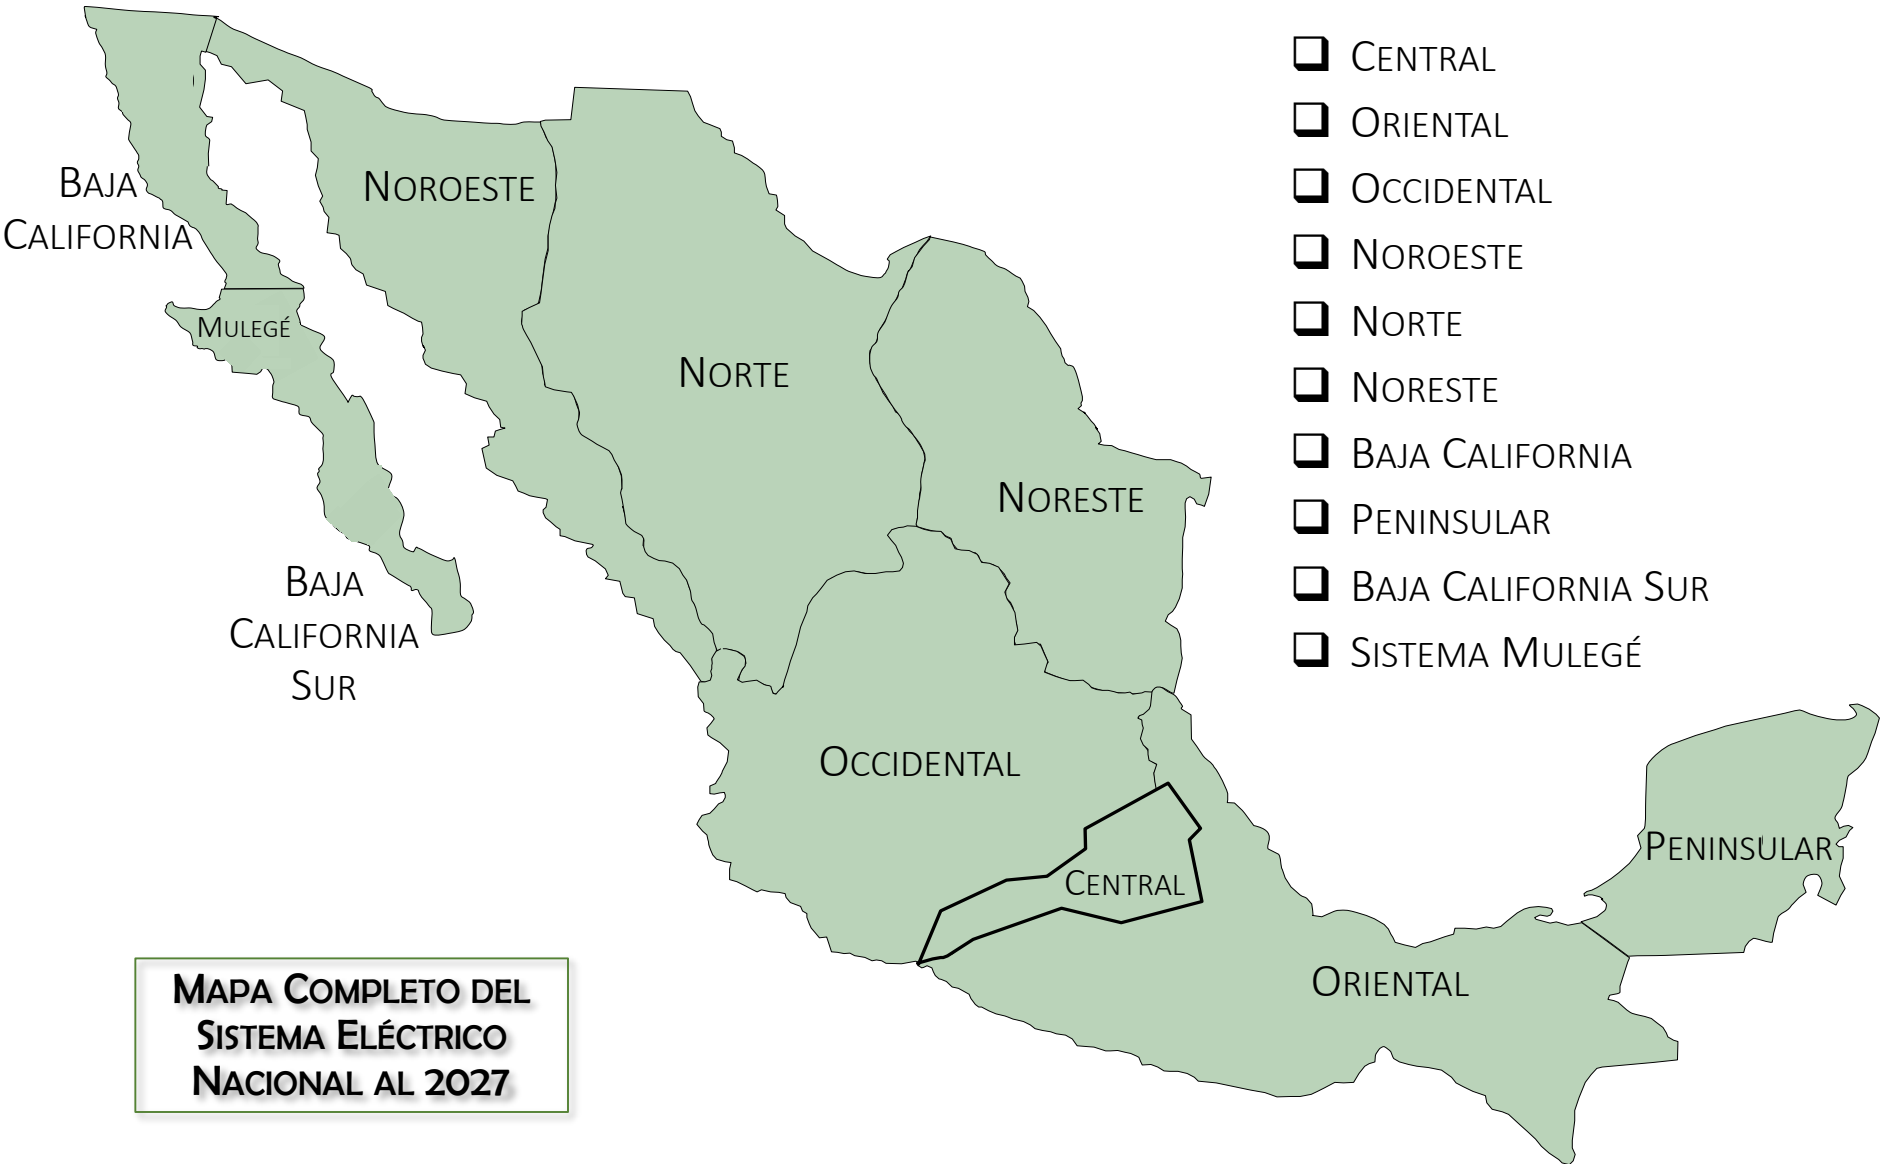 CENTRAL
ORIENTAL
OCCIDENTAL
NOROESTE
NORTE
NORESTE
BAJA CALIFORNIA
PENINSULAR
BAJA CALIFORNIA SUR
SISTEMA MULEGÉ
BAJA
CALIFORNIA
NOROESTE
MULEGÉ
NORTE
NORESTE
BAJA
CALIFORNIA
SUR
OCCIDENTAL
CENTRAL
PENINSULAR
ORIENTAL
MAPA COMPLETO DEL
SISTEMA ELÉCTRICO
NACIONAL AL 2027